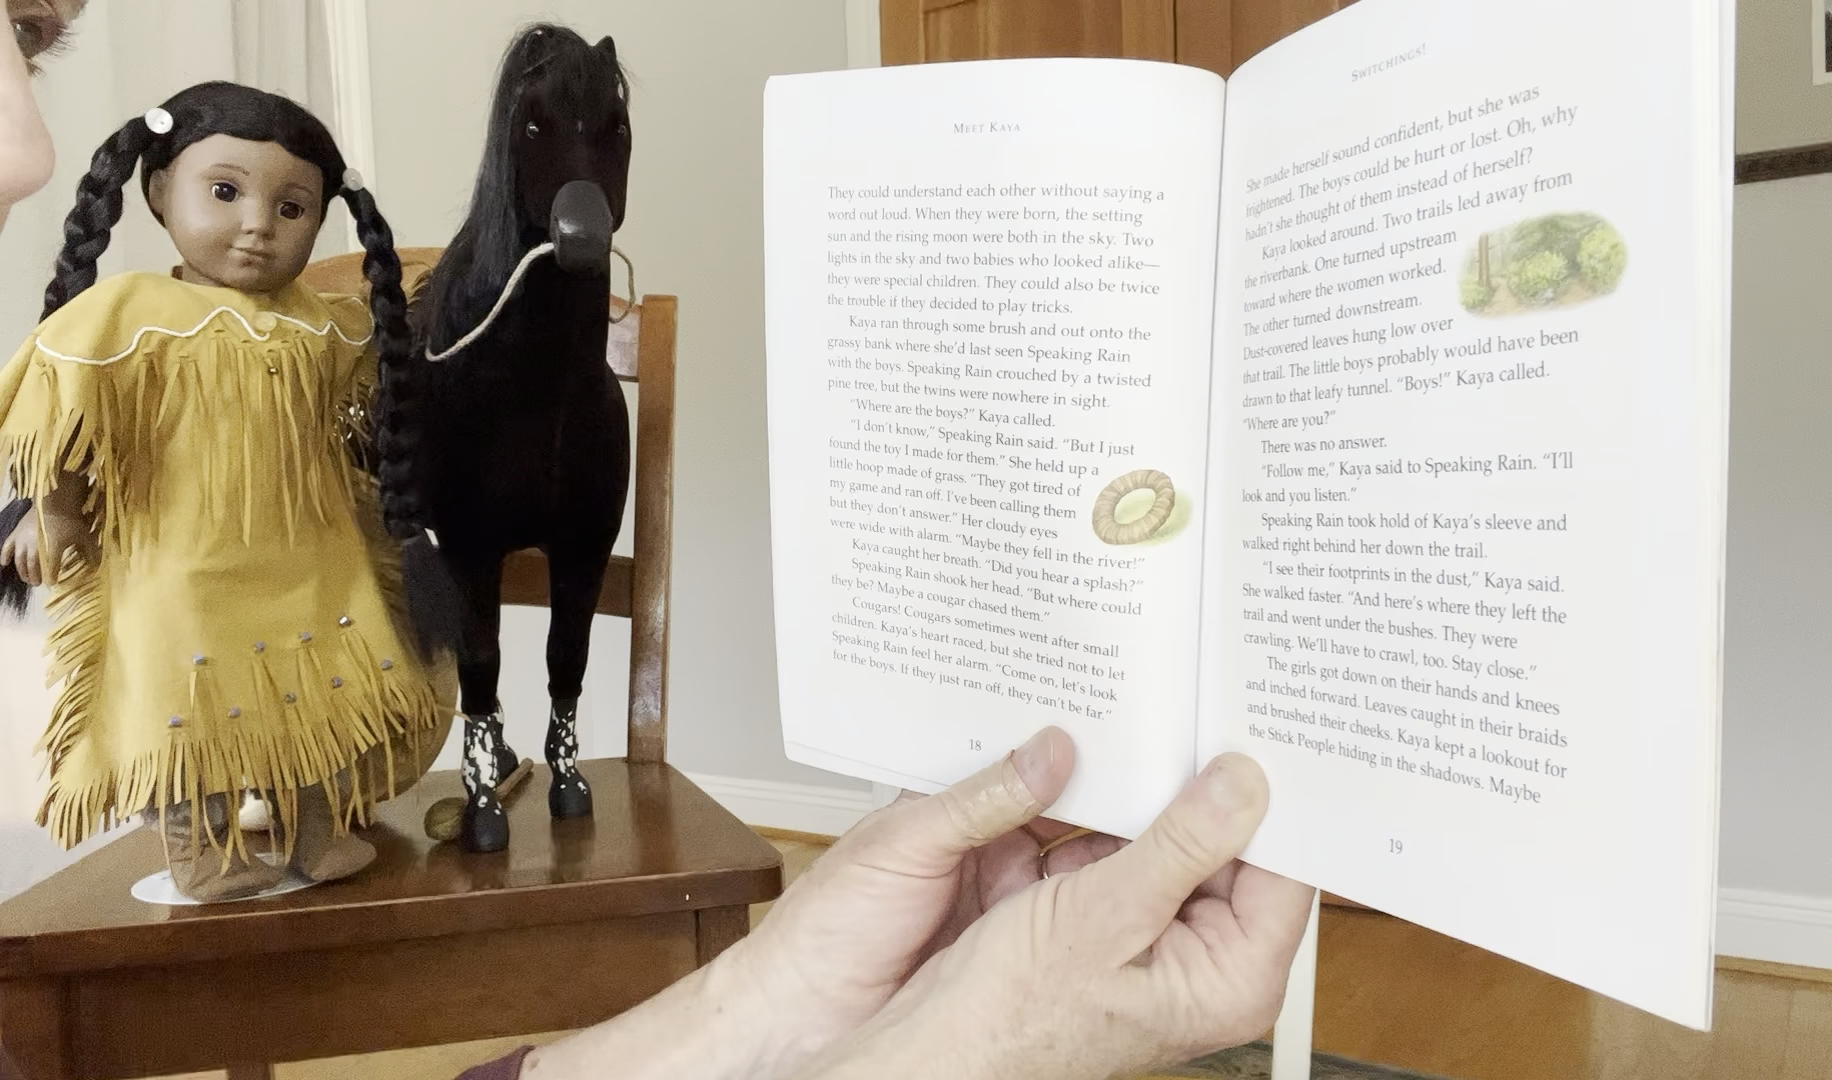 MEET KAYA
They could understand each other without saying a
word out loud. When they were born, the setting
sun and the rising moon were both in the sky. Two
lights in the sky and two babies who looked alike—
they were special children. They could also be twice
the trouble if they decided to play tricks.
Kaya ran through some brush and out onto the
grassy bank where she'd last seen Speaking Rain
with the boys. Speaking Rain crouched by a twisted
pine tree, but the twins were nowhere in sight.
"Where are the boys?" Kaya called.
"I don't know," Speaking Rain said. "But I just
found the toy I made for them." She held up a
little hoop made of grass. "They got tired of
my game and ran off. I've been calling them
but they don't answer." Her cloudy eyes
were wide with alarm. "Maybe they fell in the river!"
Kaya caught her breath. "Did you hear a splash?"
Speaking Rain shook her head. "But where could
they be? Maybe a cougar chased them."
Cougars! Cougars sometimes went after small
children. Kaya's heart raced, but she tried not to let
Speaking Rain feel her alarm. "Come on, let's look
for the boys. If they just ran off, they can't be far."
18
SWITCHINGS!
She made herself sound confident, but she was
frightened. The boys could be hurt or lost. Oh, why
hadn't she thought of them instead of herself?
Kaya looked around. Two trails led away from
the riverbank. One turned upstream
toward where the women worked.
The other turned downstream.
Dust-covered leaves hung low over
that trail. The little boys probably would have been
drawn to that leafy tunnel. "Boys!" Kaya called.
"Where are you?"
There was no answer.
"Follow me," Kaya said to Speaking Rain. "I'll
look and you listen."
Speaking Rain took hold of Kaya's sleeve and
walked right behind her down the trail.
"I see their footprints in the dust," Kaya said.
She walked faster. "And here's where they left the
trail and went under the bushes. They were
crawling. We'll have to crawl, too. Stay close."
The girls got down on their hands and knees
and inched forward. Leaves caught in their braids
and brushed their cheeks. Kaya kept a lookout for
the Stick People hiding in the shadows. Maybe
19